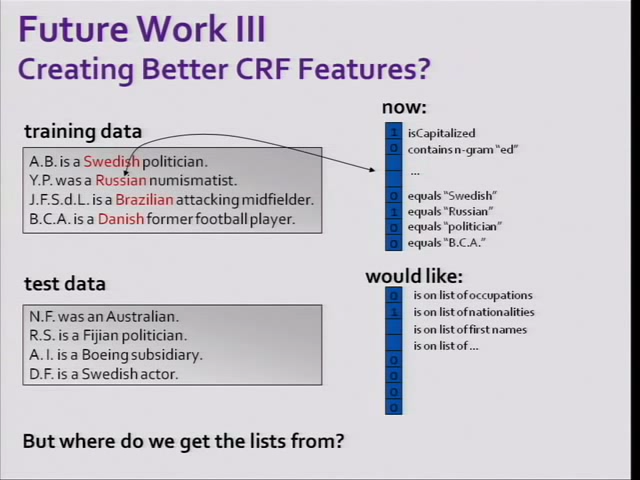 Future Work III
Creating Better CRF Features?
training data
A.B. is a Swedish politician.
Y.P. was a Russian numismatist.
J.F.S.d.L. is a Brazilian attacking midfielder.
B.C.A. is a Danish former football player.
now:
1 isCapitalized
0 contains n-gram "ed"
...
0 equals "Swedish"
1 equals "Russian"
0 equals "politician"
0 equals "B.C.A."
test data
N.F. was an Australian.
R.S. is a Fijian politician.
A.I. is a Boeing subsidiary.
D.F. is a Swedish actor.
would like:
0 is on list of occupations
1 is on list of nationalities
is on list of first names
is on list of ...
0
0
0
0
But where do we get the lists from?